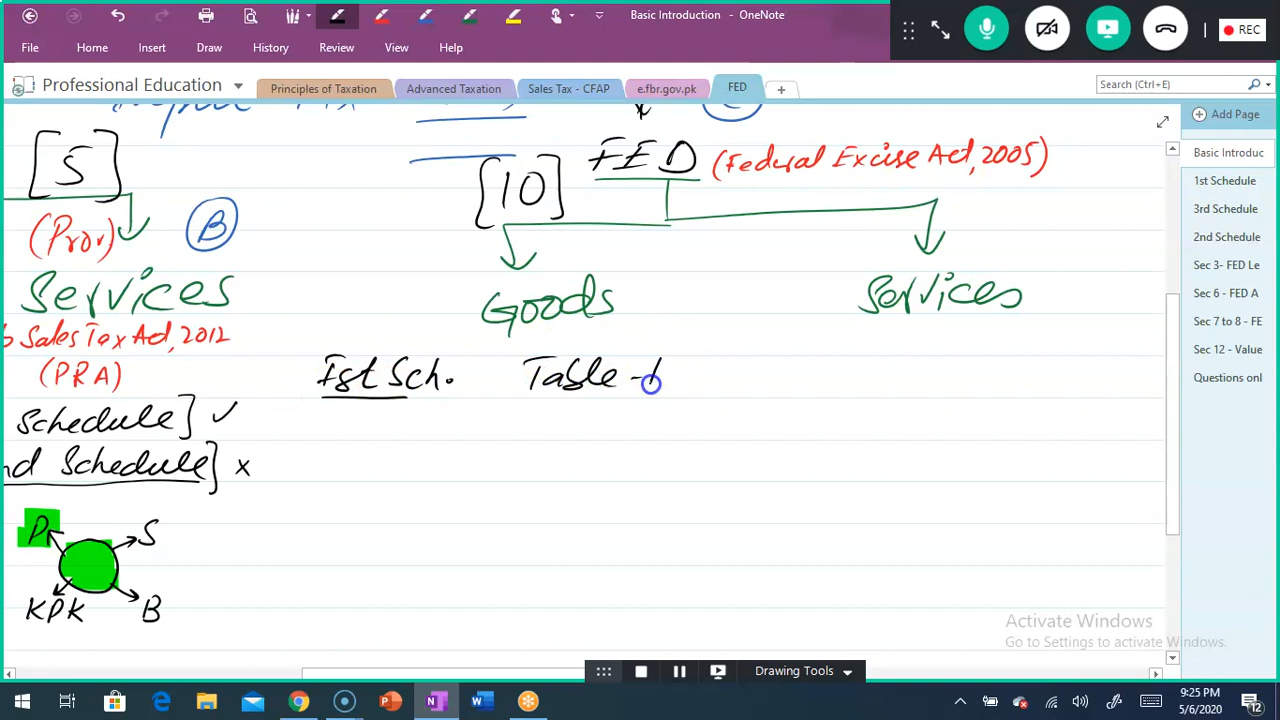 Basic Introduction - OneNote
REC
File Home Insert Draw History Review View Help
Professional Education Principles of Taxation Advanced Taxation Sales Tax - CFAP e.fbr.gov.pk FED
Search (Ctrl+E)
Add Page
Basic Introduc
1st Schedule
3rd Schedule
2nd Schedule
Sec 3- FED Le
Sec 6 - FED A
Sec 7 to 8 - FE
Sec 12 - Value
Questions onl
[5]
[10] FED (Federal Excise Act, 2005)
(Prov) B
Services
Goods Services
Sales Tax Act, 2012
(PRA)
Ist Sch. Table -
Schedule]
nd Schedule] x
P S
KPK B
Activate Windows
Go to Settings to activate Windows.
Drawing Tools
9:25 PM
5/6/2020
12